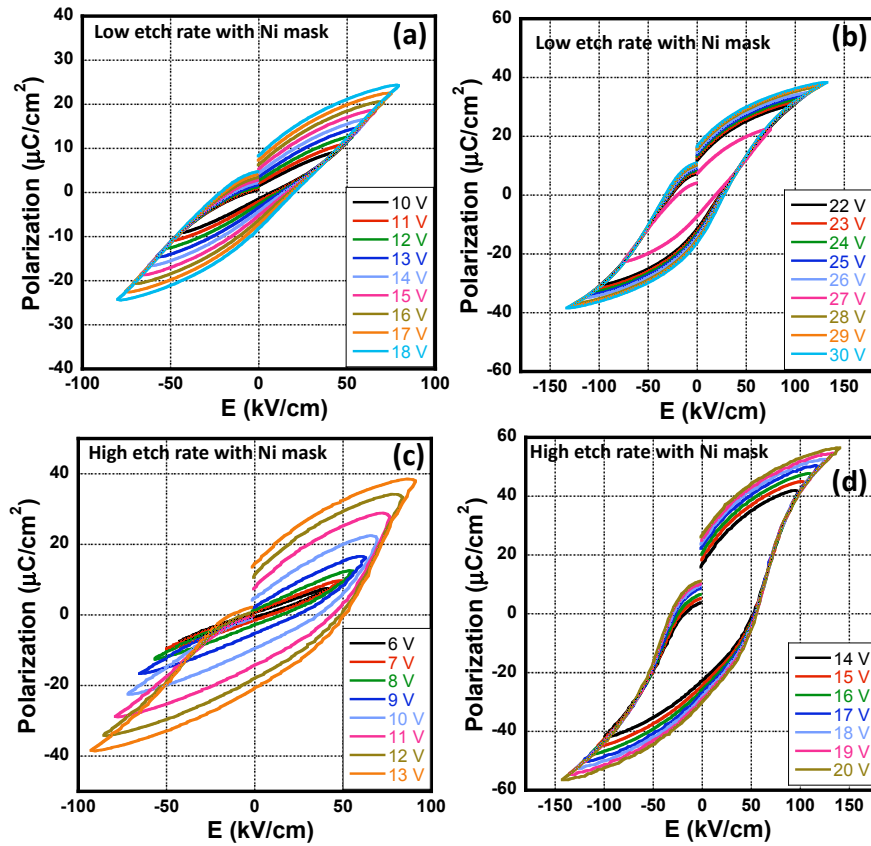 Low etch rate with Ni mask
(a)
Polarization (μC/cm²)
40
30
20
10
0
-10
-20
-30
-40
10 V
11 V
12 V
13 V
14 V
15 V
16 V
17 V
18 V
-100
-50
0
50
100
E (kV/cm)
Low etch rate with Ni mask
(b)
Polarization (μC/cm²)
60
40
20
0
-20
-40
-60
22 V
23 V
24 V
25 V
26 V
27 V
28 V
29 V
30 V
-150
-100
-50
0
50
100
150
E (kV/cm)
High etch rate with Ni mask
(c)
Polarization (μC/cm²)
40
20
0
-20
-40
6 V
7 V
8 V
9 V
10 V
11 V
12 V
13 V
-100
-50
0
50
100
E (kV/cm)
High etch rate with Ni mask
(d)
Polarization (μC/cm²)
60
40
20
0
-20
-40
-60
14 V
15 V
16 V
17 V
18 V
19 V
20 V
-150
-100
-50
0
50
100
150
E (kV/cm)